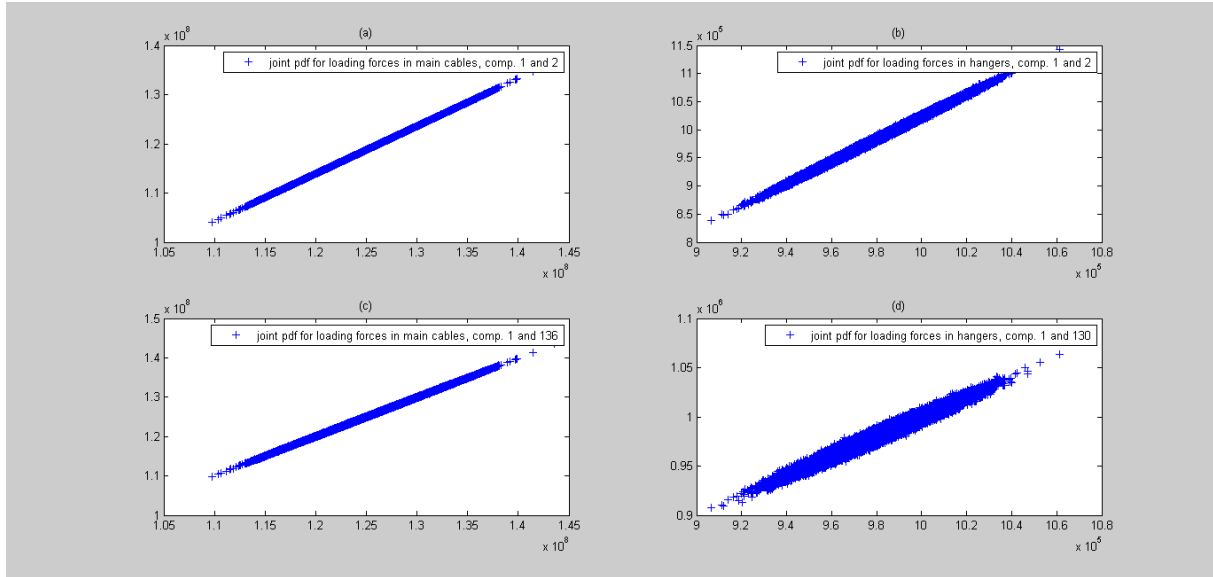 (a)
x 10^8
1.4
1.3
1.2
1.1
1
joint pdf for loading forces in main cables, comp. 1 and 2
1.05 1.1 1.15 1.2 1.25 1.3 1.35 1.4 1.45
x 10^8
(b)
x 10^5
11.5
11
10.5
10
9.5
9
8.5
8
joint pdf for loading forces in hangers, comp. 1 and 2
9 9.2 9.4 9.6 9.8 10 10.2 10.4 10.6 10.8
x 10^5
(c)
x 10^8
1.5
1.4
1.3
1.2
1.1
1
joint pdf for loading forces in main cables, comp. 1 and 136
1.05 1.1 1.15 1.2 1.25 1.3 1.35 1.4 1.45
x 10^8
(d)
x 10^6
1.1
1.05
1
0.95
0.9
joint pdf for loading forces in hangers, comp. 1 and 130
9 9.2 9.4 9.6 9.8 10 10.2 10.4 10.6 10.8
x 10^5